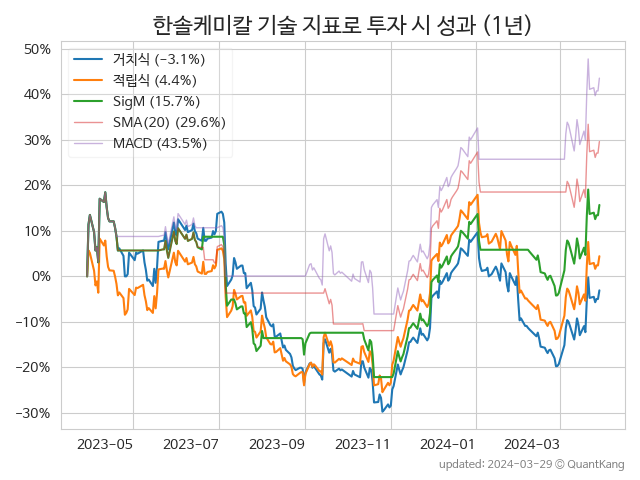 한솔케미칼 기술 지표로 투자 시 성과 (1년)
50%
40%
30%
20%
10%
0%
−10%
−20%
−30%
거치식 (−3.1%)
적립식 (4.4%)
SigM (15.7%)
SMA(20) (29.6%)
MACD (43.5%)
2023-05
2023-07
2023-09
2023-11
2024-01
2024-03
updated: 2024-03-29 © QuantKang